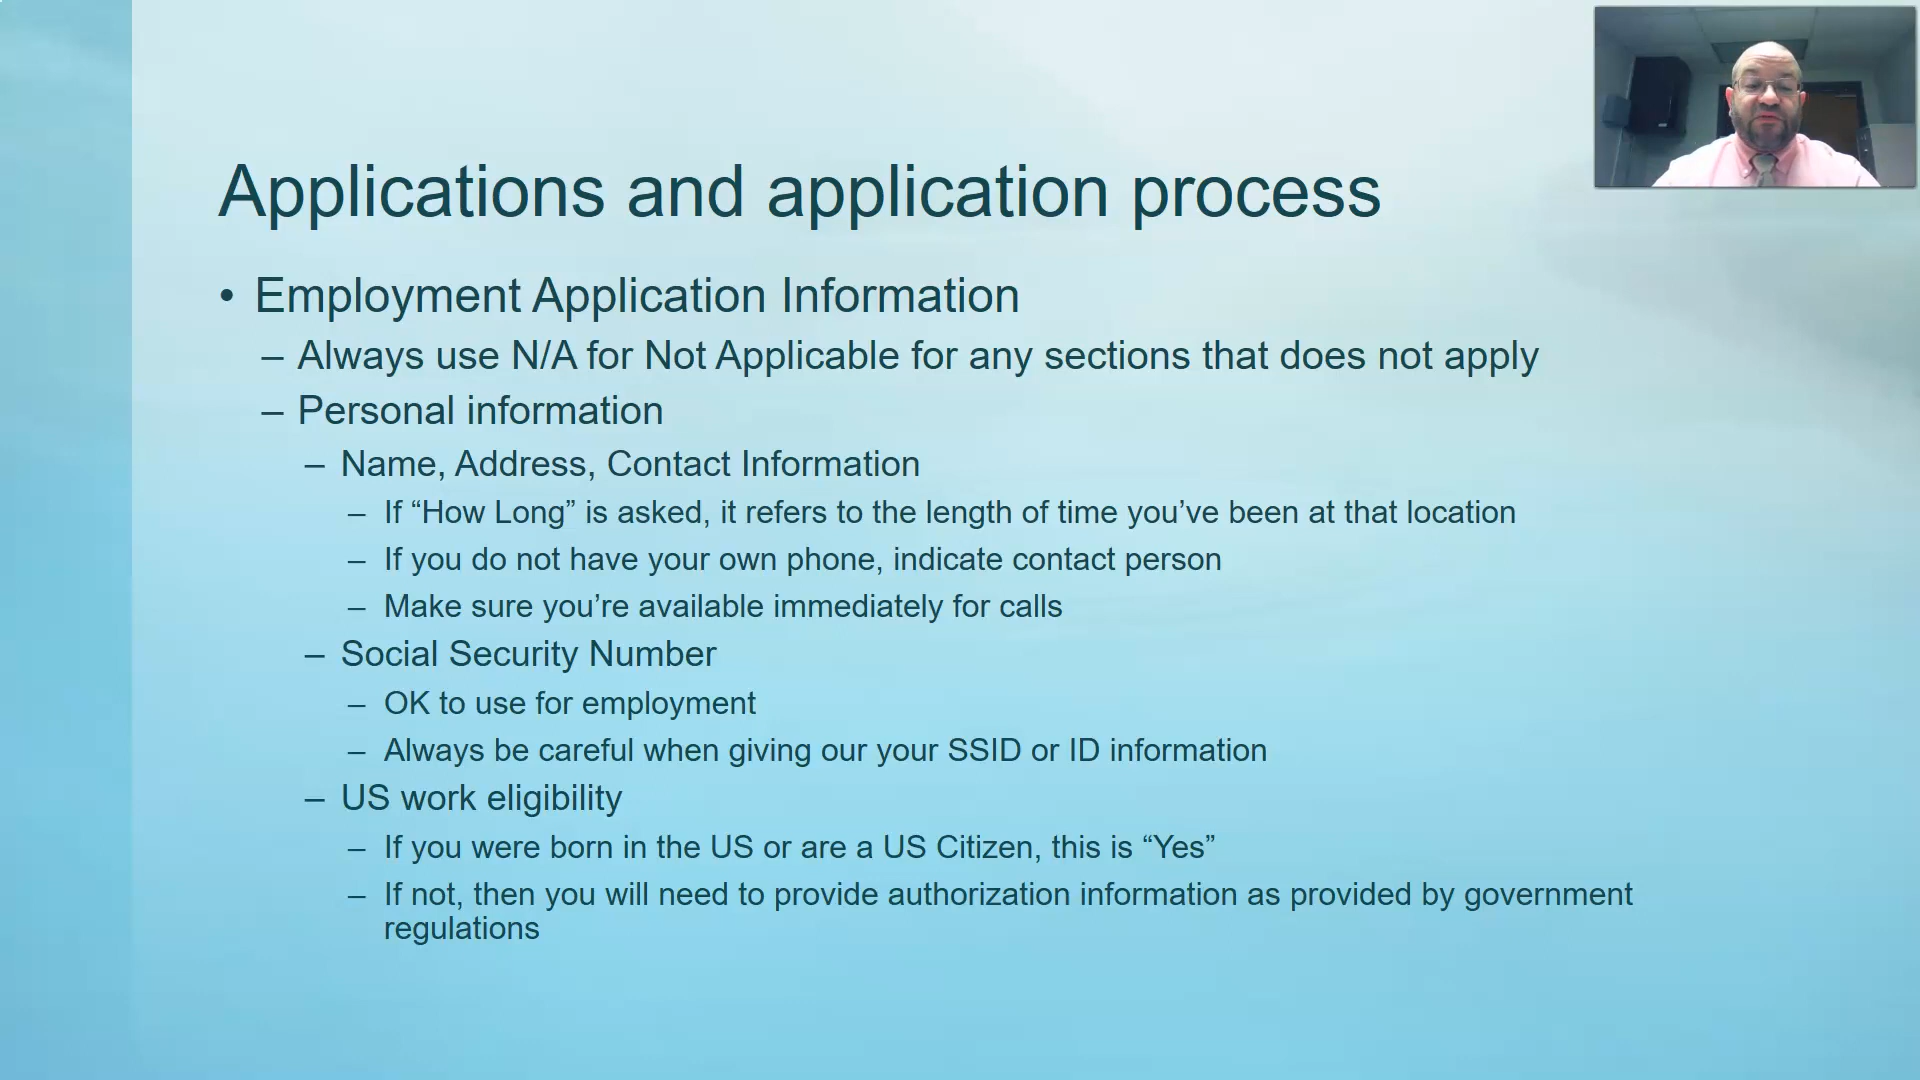 Applications and application process
• Employment Application Information
– Always use N/A for Not Applicable for any sections that does not apply
– Personal information
– Name, Address, Contact Information
– If “How Long” is asked, it refers to the length of time you’ve been at that location
– If you do not have your own phone, indicate contact person
– Make sure you’re available immediately for calls
– Social Security Number
– OK to use for employment
– Always be careful when giving our your SSID or ID information
– US work eligibility
– If you were born in the US or are a US Citizen, this is “Yes”
– If not, then you will need to provide authorization information as provided by government
regulations